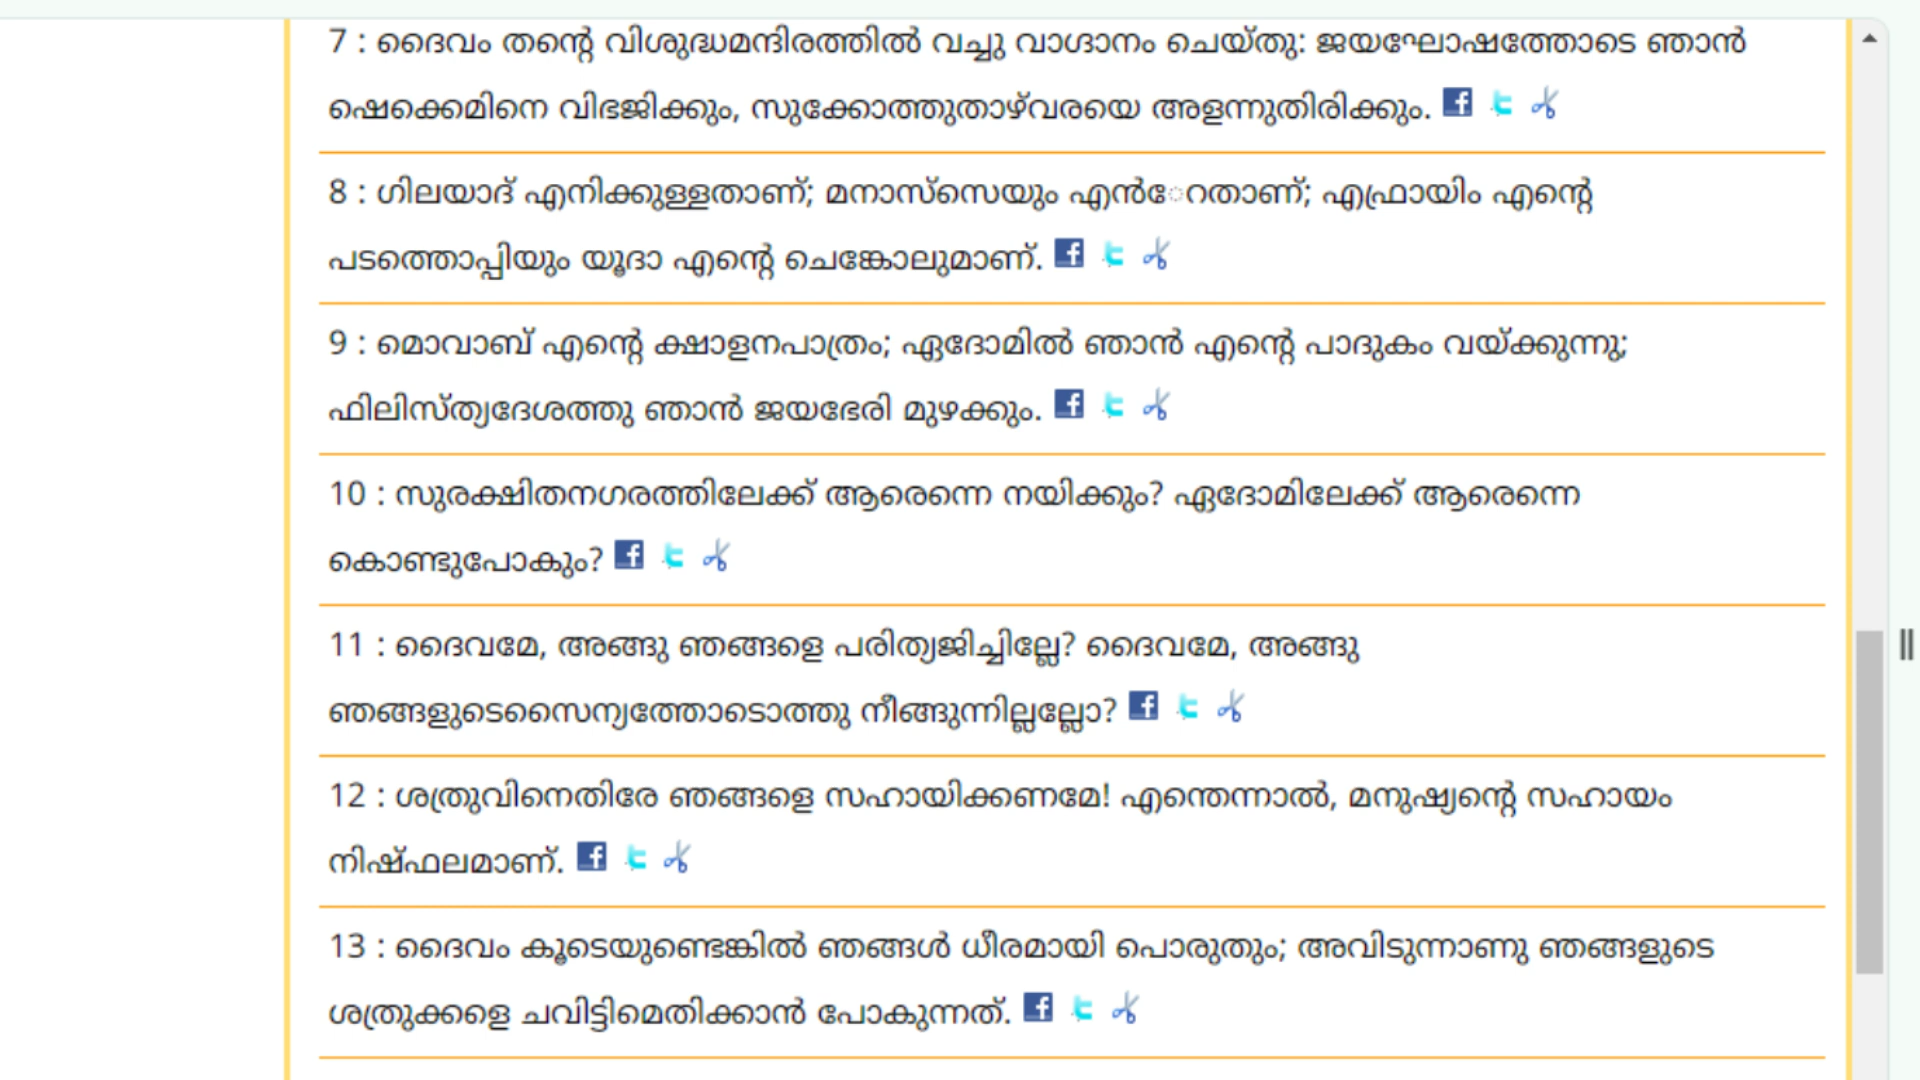 7 : ദൈവം തന്റെ വിശുദ്ധമന്ദിരത്തിൽ വച്ചു വാഗ്ദാനം ചെയ്തു: ജയഘോഷത്തോടെ ഞാൻ
ഷെക്കെമിനെ വിഭജിക്കും, സുക്കോത്തുതാഴ്‌വരയെ അളന്നുതിരിക്കും.
8 : ഗിലയാദ് എനിക്കുള്ളതാണ്; മനാസ്‌സെയും എൻേറതാണ്; എഫ്രായിം എന്റെ
പടത്തൊപ്പിയും യൂദാ എന്റെ ചെങ്കോലുമാണ്.
9 : മൊവാബ് എന്റെ ക്ഷാളനപാത്രം; ഏദോമിൽ ഞാൻ എന്റെ പാദുകം വയ്ക്കുന്നു;
ഫിലിസ്ത്യദേശത്തു ഞാൻ ജയഭേരി മുഴക്കും.
10 : സുരക്ഷിതനഗരത്തിലേക്ക് ആരെന്നെ നയിക്കും? ഏദോമിലേക്ക് ആരെന്നെ
കൊണ്ടുപോകും?
11 : ദൈവമേ, അങ്ങു ഞങ്ങളെ പരിത്യജിച്ചില്ലേ? ദൈവമേ, അങ്ങു
ഞങ്ങളുടെസൈന്യത്തോടൊത്തു നീങ്ങുന്നില്ലല്ലോ?
12 : ശത്രുവിനെതിരേ ഞങ്ങളെ സഹായിക്കണമേ! എന്തെന്നാൽ, മനുഷ്യന്റെ സഹായം
നിഷ്ഫലമാണ്.
13 : ദൈവം കൂടെയുണ്ടെങ്കിൽ ഞങ്ങൾ ധീരമായി പൊരുതും; അവിടുന്നാണു ഞങ്ങളുടെ
ശത്രുക്കളെ ചവിട്ടിമെതിക്കാൻ പോകുന്നത്.